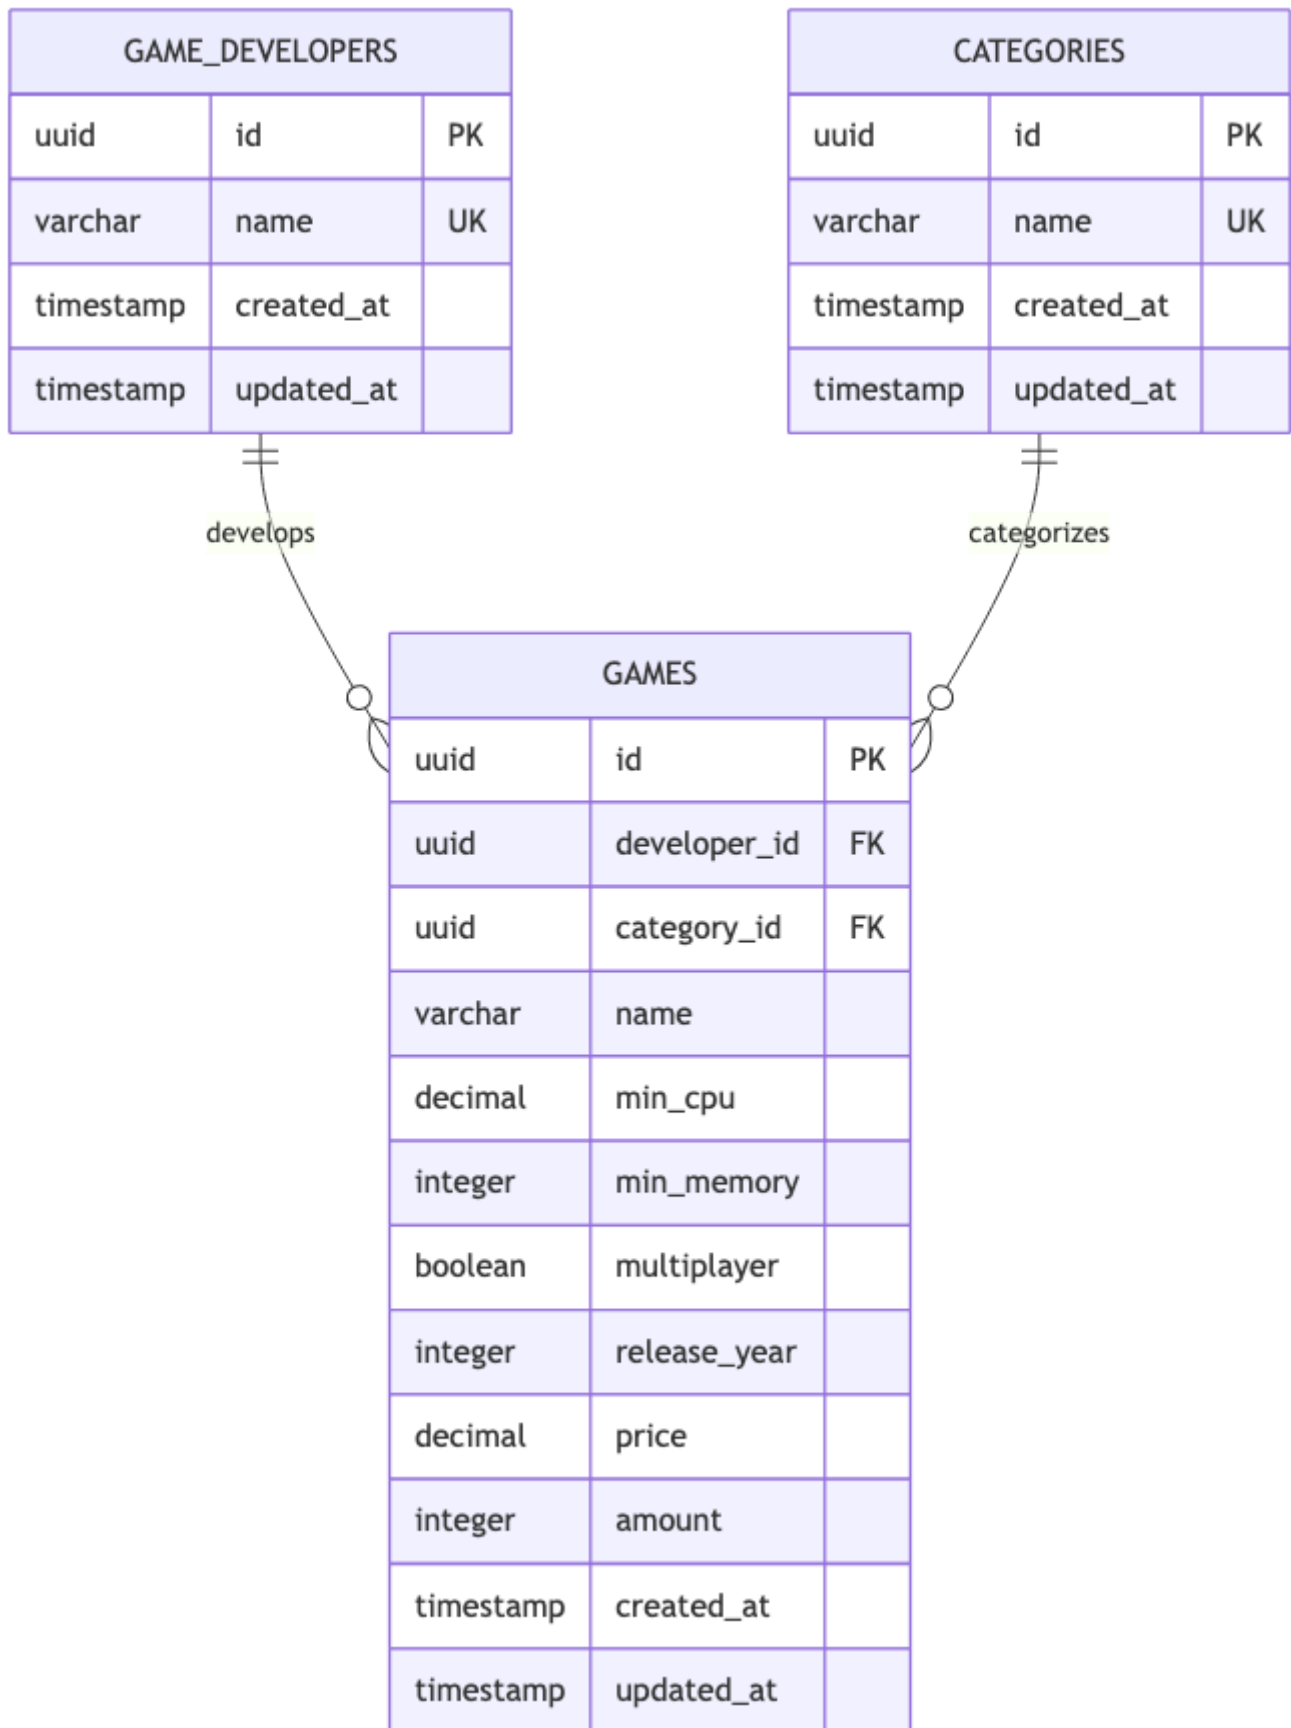 GAME_DEVELOPERS
uuid id PK
varchar name UK
timestamp created_at
timestamp updated_at
CATEGORIES
uuid id PK
varchar name UK
timestamp created_at
timestamp updated_at
develops
categorizes
GAMES
uuid id PK
uuid developer_id FK
uuid category_id FK
varchar name
decimal min_cpu
integer min_memory
boolean multiplayer
integer release_year
decimal price
integer amount
timestamp created_at
timestamp updated_at